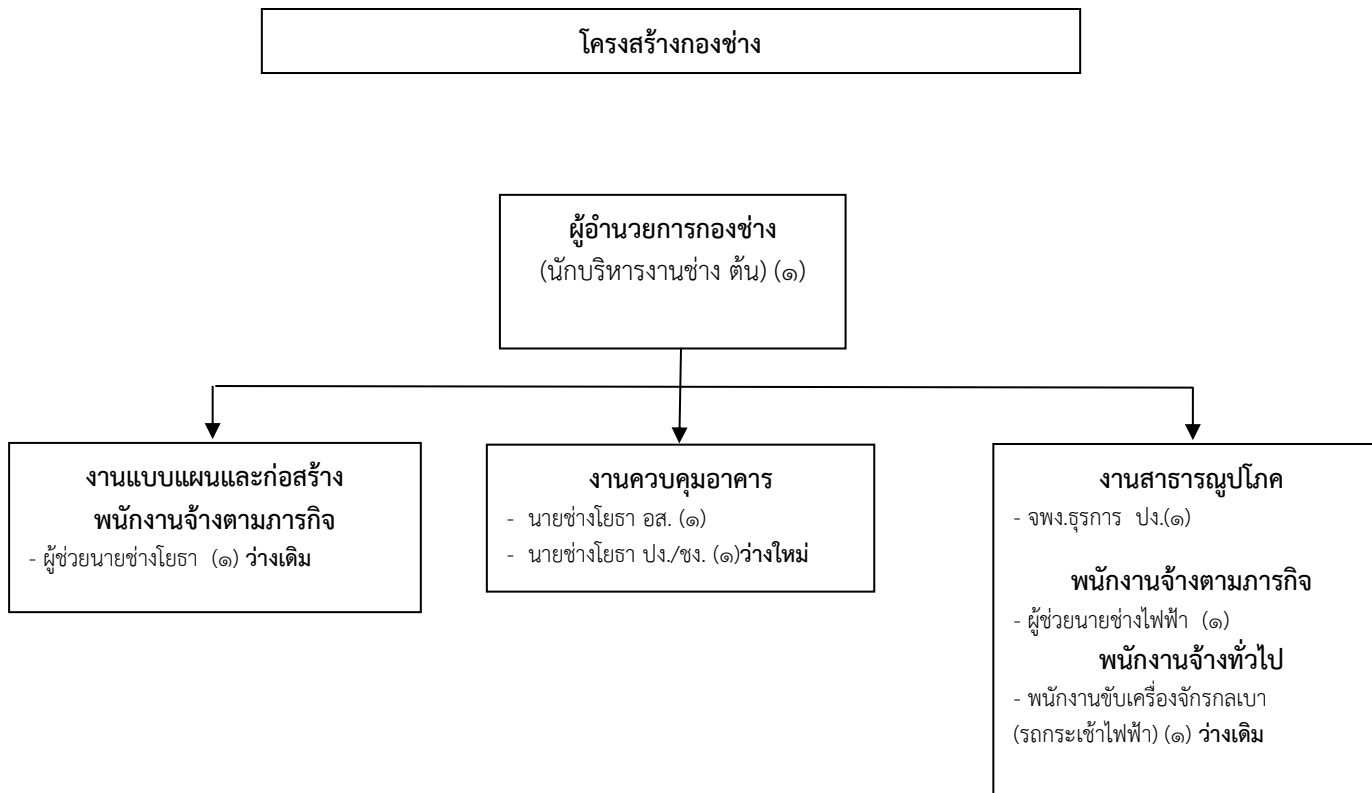 โครงสร้างกองช่าง
ผู้อำนวยการกองช่าง
(นักบริหารงานช่าง ต้น) (๑)
งานแบบแผนและก่อสร้าง
พนักงานจ้างตามภารกิจ
- ผู้ช่วยนายช่างโยธา (๑) ว่างเดิม
งานควบคุมอาคาร
- นายช่างโยธา อส. (๑)
- นายช่างโยธา ปง./ชง. (๑)ว่างใหม่
งานสาธารณูปโภค
- จพง.ธุรการ ปง.(๑)
พนักงานจ้างตามภารกิจ
- ผู้ช่วยนายช่างไฟฟ้า (๑)
พนักงานจ้างทั่วไป
- พนักงานขับเครื่องจักรกลเบา
(รถกระเช้าไฟฟ้า) (๑) ว่างเดิม